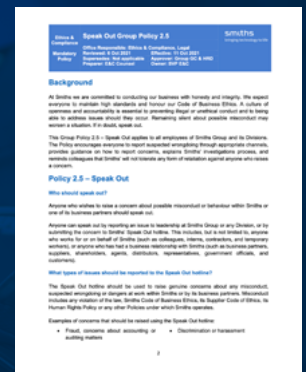 Ethics & Compliance
Speak Out Group Policy 2.5
smiths
bringing technology to life
Mandatory Policy
Office Responsible: Ethics & Compliance, Legal
Reviewed: 8 Oct 2021 Effective: 11 Oct 2021
Supersedes: Not applicable Approver: Group GC & HRD
Preparer: E&C Counsel Owner: SVP E&C
Background
At Smiths we are committed to conducting our business with honesty and integrity. We expect
everyone to maintain high standards and honour our Code of Business Ethics. A culture of
openness and accountability is essential to preventing illegal or unethical conduct and to being
able to address issues should they occur. Remaining silent about possible misconduct may
worsen a situation. If in doubt, speak out.
This Group Policy 2.5 – Speak Out applies to all employees of Smiths Group and its Divisions.
The Policy encourages everyone to report suspected wrongdoing through appropriate channels,
provides guidance on how to report concerns, explains Smiths' investigations process, and
reminds colleagues that Smiths will not tolerate any form of retaliation against anyone who raises
a concern.
Policy 2.5 – Speak Out
Who should speak out?
Anyone who wishes to raise a concern about possible misconduct or behaviour within Smiths or
one of its business partners should speak out.
Anyone can speak out by reporting an issue to leadership at Smiths Group or any Division, or by
submitting the concern to Smiths' Speak Out hotline. This includes, but is not limited to, anyone
who works for or on behalf of Smiths (such as colleagues, interns, contractors, and temporary
workers), or anyone who has had a business relationship with Smiths (such as business partners,
suppliers, shareholders, agents, distributors, representatives, government officials, and
customers).
What types of issues should be reported to the Speak Out hotline?
The Speak Out hotline should be used to raise genuine concerns about any misconduct,
suspected wrongdoing or dangers at work within Smiths or by its business partners. Misconduct
includes any violation of the law, Smiths Code of Business Ethics, its Supplier Code of Ethics, its
Human Rights Policy or any other Policies under which Smiths operates.
Examples of concerns that should be raised using the Speak Out hotline:
• Fraud, concerns about accounting or
auditing matters
• Discrimination or harassment